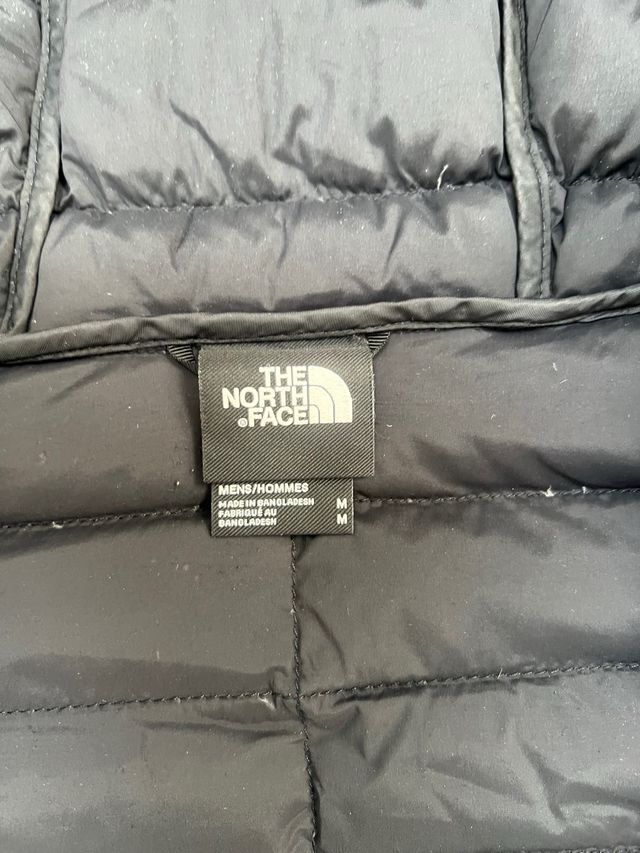 THE
NORTH
®FACE
MENS/HOMMES
MADE IN BANGLADESH M
FABRIQUÉ AU M
BANGLADESH